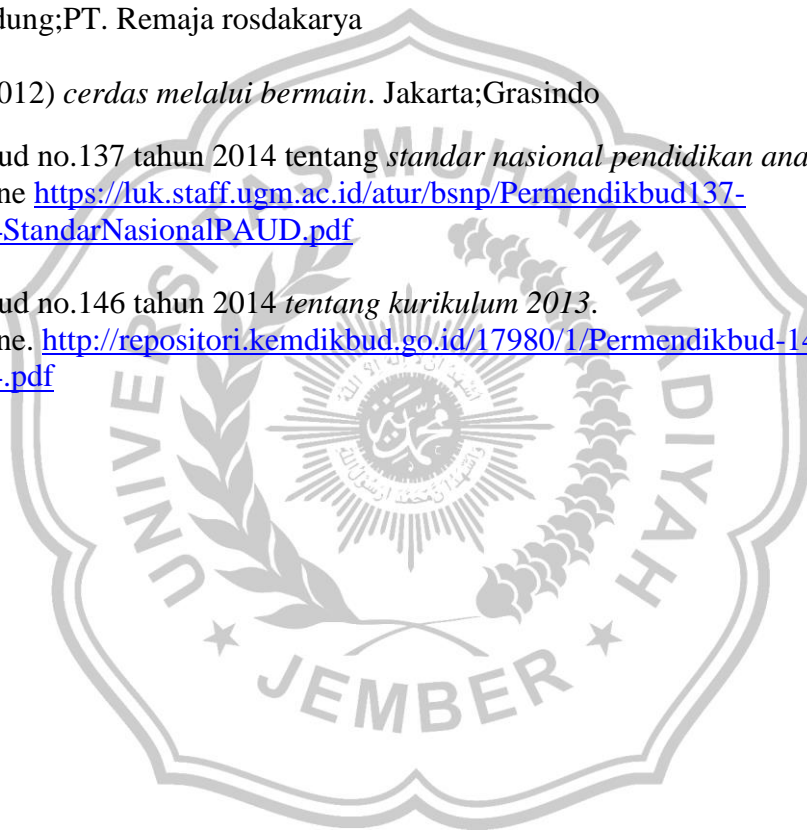 dung;PT. Remaja rosdakarya
012) cerdas melalui bermain. Jakarta;Grasindo
ud no.137 tahun 2014 tentang standar nasional pendidikan ana
ne https://luk.staff.ugm.ac.id/atur/bsnp/Permendikbud137-
-StandarNasionalPAUD.pdf
ud no.146 tahun 2014 tentang kurikulum 2013.
ne. http://repositori.kemdikbud.go.id/17980/1/Permendikbud-14
.pdf
UNIVERSITAS MUHAMMADIYAH
JEMBER